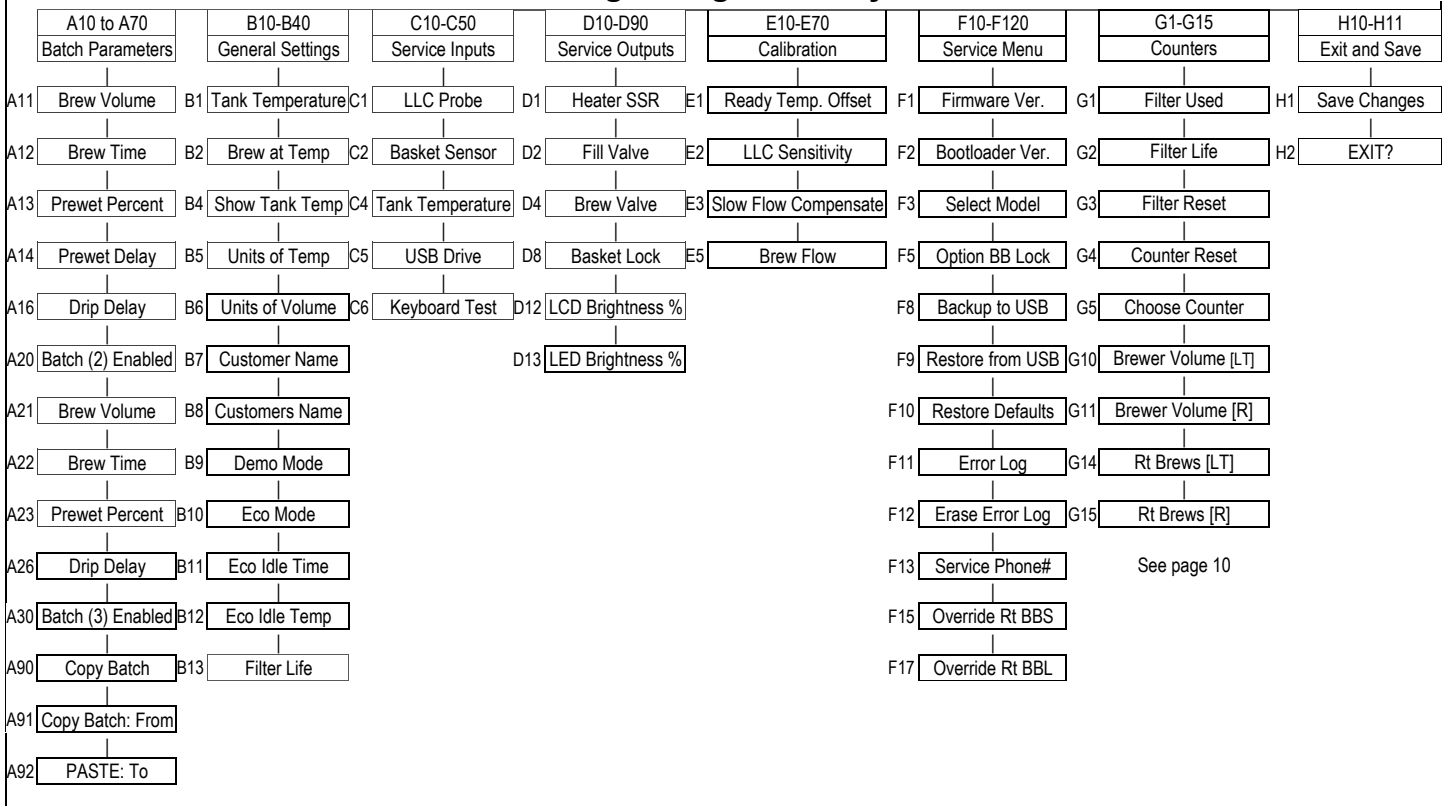 A10 to A70 B10-B40 C10-C50 D10-D90 E10-E70 F10-F120 G1-G15 H10-H11
Batch Parameters General Settings Service Inputs Service Outputs Calibration Service Menu Counters Exit and Save
A11 Brew Volume B1 Tank Temperature C1 LLC Probe D1 Heater SSR E1 Ready Temp. Offset F1 Firmware Ver. G1 Filter Used H1 Save Changes
A12 Brew Time B2 Brew at Temp C2 Basket Sensor D2 Fill Valve E2 LLC Sensitivity F2 Bootloader Ver. G2 Filter Life H2 EXIT?
A13 Prewet Percent B4 Show Tank Temp C4 Tank Temperature D4 Brew Valve E3 Slow Flow Compensate F3 Select Model G3 Filter Reset
A14 Prewet Delay B5 Units of Temp C5 USB Drive D8 Basket Lock E5 Brew Flow F5 Option BB Lock G4 Counter Reset
A16 Drip Delay B6 Units of Volume C6 Keyboard Test D12 LCD Brightness % F8 Backup to USB G5 Choose Counter
A20 Batch (2) Enabled B7 Customer Name D13 LED Brightness % F9 Restore from USB G10 Brewer Volume [LT]
A21 Brew Volume B8 Customers Name F10 Restore Defaults G11 Brewer Volume [R]
A22 Brew Time B9 Demo Mode F11 Error Log G14 Rt Brews [LT]
A23 Prewet Percent B10 Eco Mode F12 Erase Error Log G15 Rt Brews [R]
A26 Drip Delay B11 Eco Idle Time F13 Service Phone# See page 10
A30 Batch (3) Enabled B12 Eco Idle Temp F15 Override Rt BBS
A90 Copy Batch B13 Filter Life F17 Override Rt BBL
A91 Copy Batch: From
A92 PASTE: To